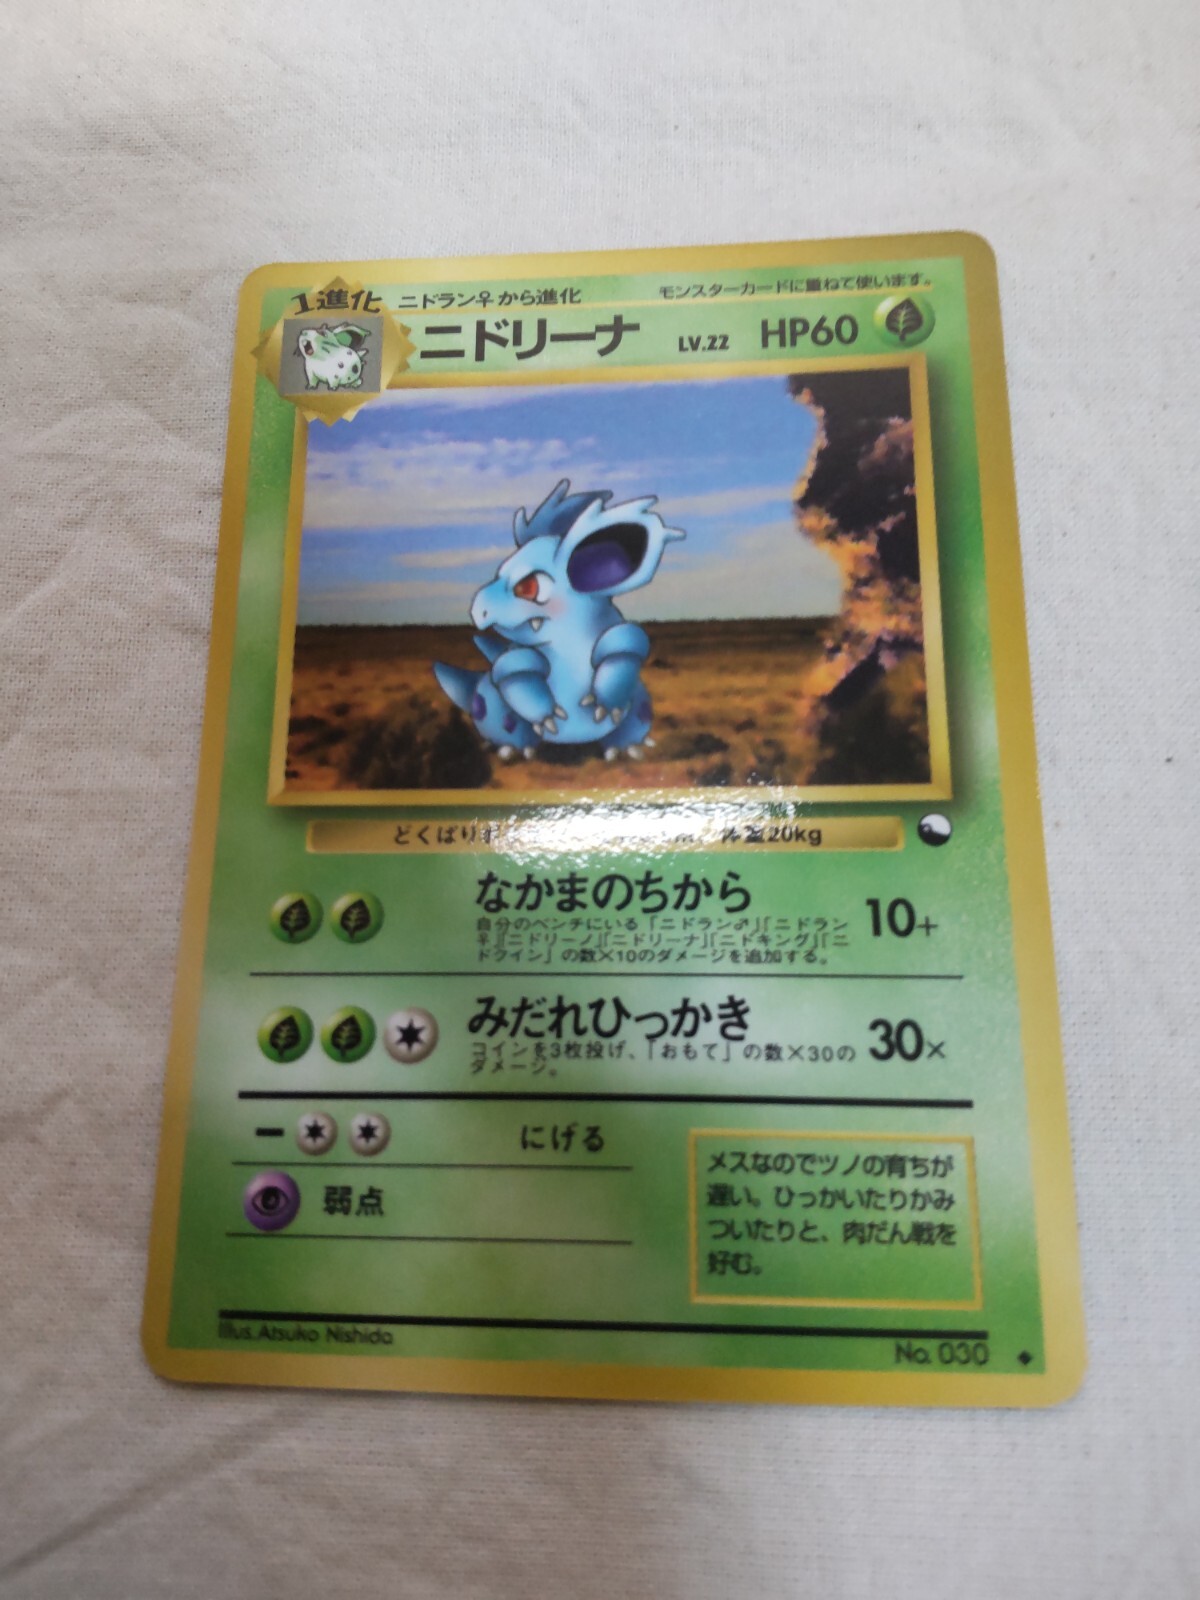 1進化 ニドラン♀から進化 モンスターカードに重ねて使います。
ニドリーナ LV.22 HP60
どくばり 20kg
なかまのちから 10+
自分のベンチにいる「ニドラン♂」「ニドラン
♀」「ニドリーノ」「ニドリーナ」「ニドキング」「ニ
ドクイン」の数×10のダメージを追加する。
みだれひっかき 30×
コインを3枚投げ、「おもて」の数×30の
ダメージ。
にげる
弱点
メスなのでツノの育ちが
遅い。ひっかいたりかみ
ついたりと、肉だん戦を
好む。
Illus.Atsuko Nishida
No.030